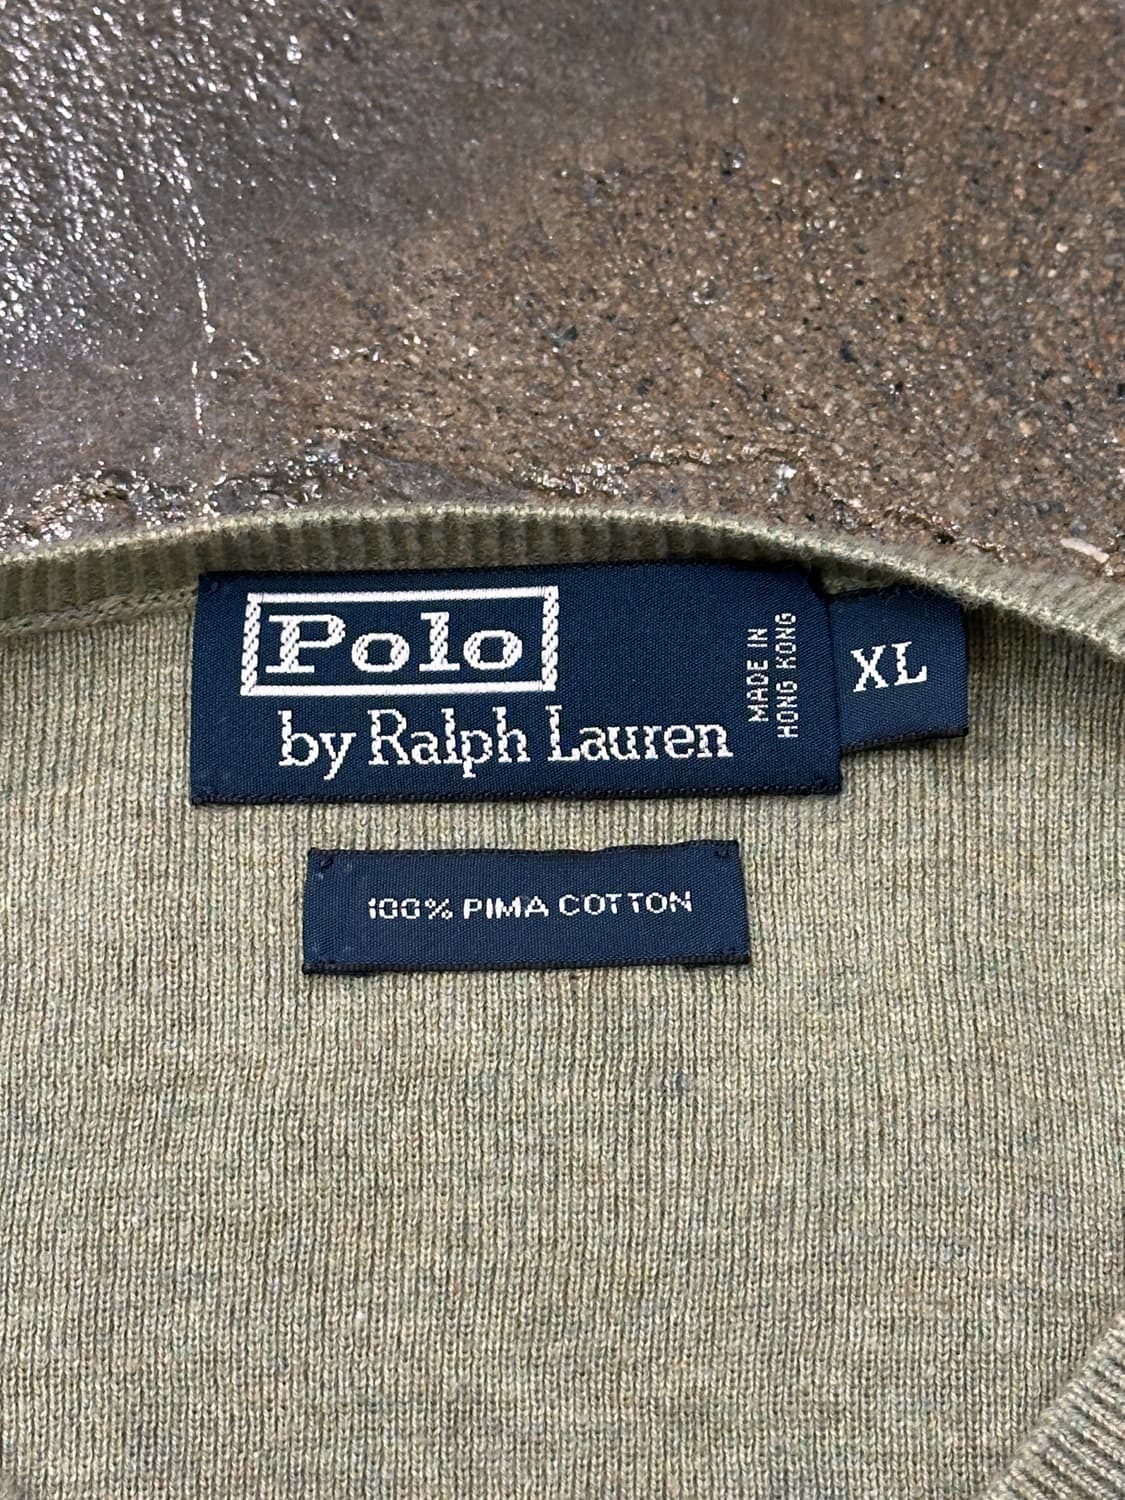 Polo
by Ralph Lauren
MADE IN
HONG KONG
XL
100% PIMA COTTON